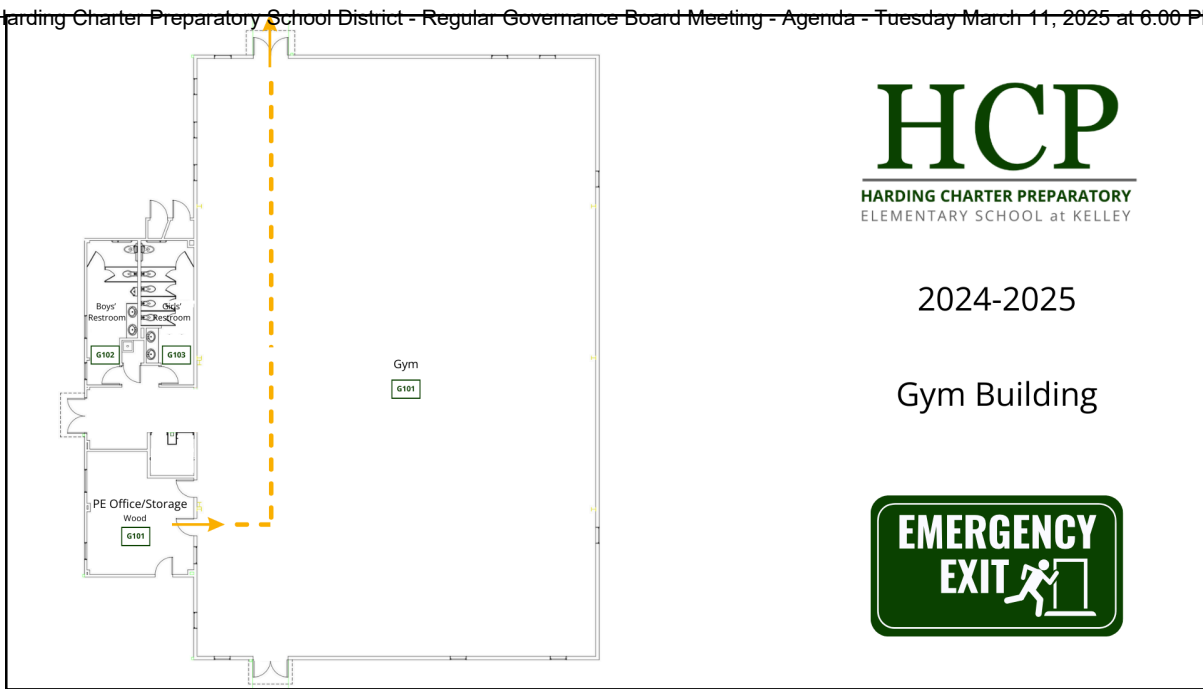 Harding Charter Preparatory School District - Regular Governance Board Meeting - Agenda - Tuesday March 11, 2025 at 6:00
HCP
HARDING CHARTER PREPARATORY
ELEMENTARY SCHOOL at KELLEY
2024-2025
Gym Building
EMERGENCY
EXIT
Boys'
Restroom
G102
Girls'
Restroom
G103
Gym
G101
PE Office/Storage
Wood
G101